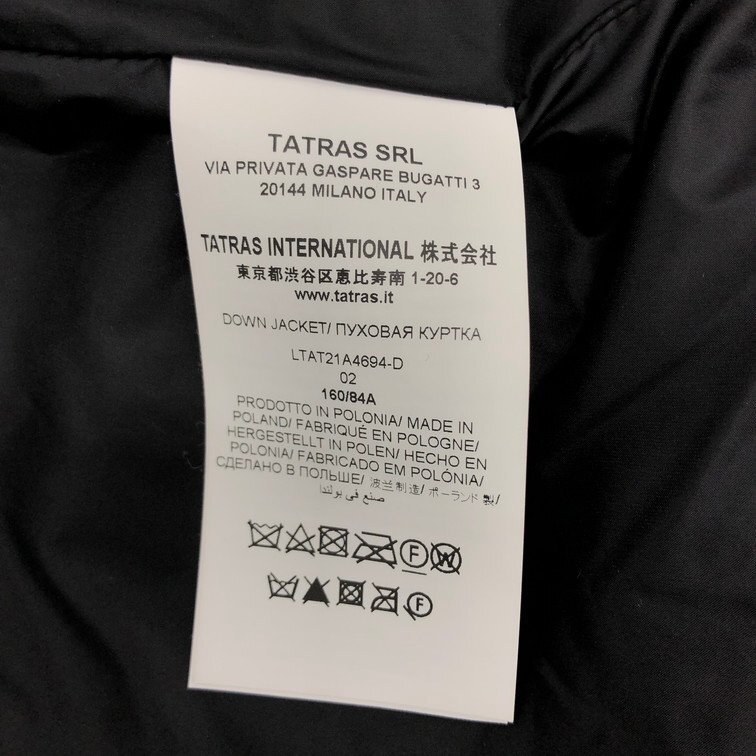 TATRAS SRL
VIA PRIVATA GASPARE BUGATTI 3
20144 MILANO ITALY
TATRAS INTERNATIONAL 株式会社
東京都渋谷区恵比寿南 1-20-6
www.tatras.it
DOWN JACKET/ ПУХОВАЯ КУРТКА
LTAT21A4694-D
02
160/84A
PRODOTTO IN POLONIA/ MADE IN
POLAND/ FABRIQUÉ EN POLOGNE/
HERGESTELLT IN POLEN/ HECHO EN
POLONIA/ FABRICADO EM POLÓNIA/
СДЕЛАНО В ПОЛЬШЕ/ 波兰制造/ ポーランド製/
صنع في بولندا
F W
F